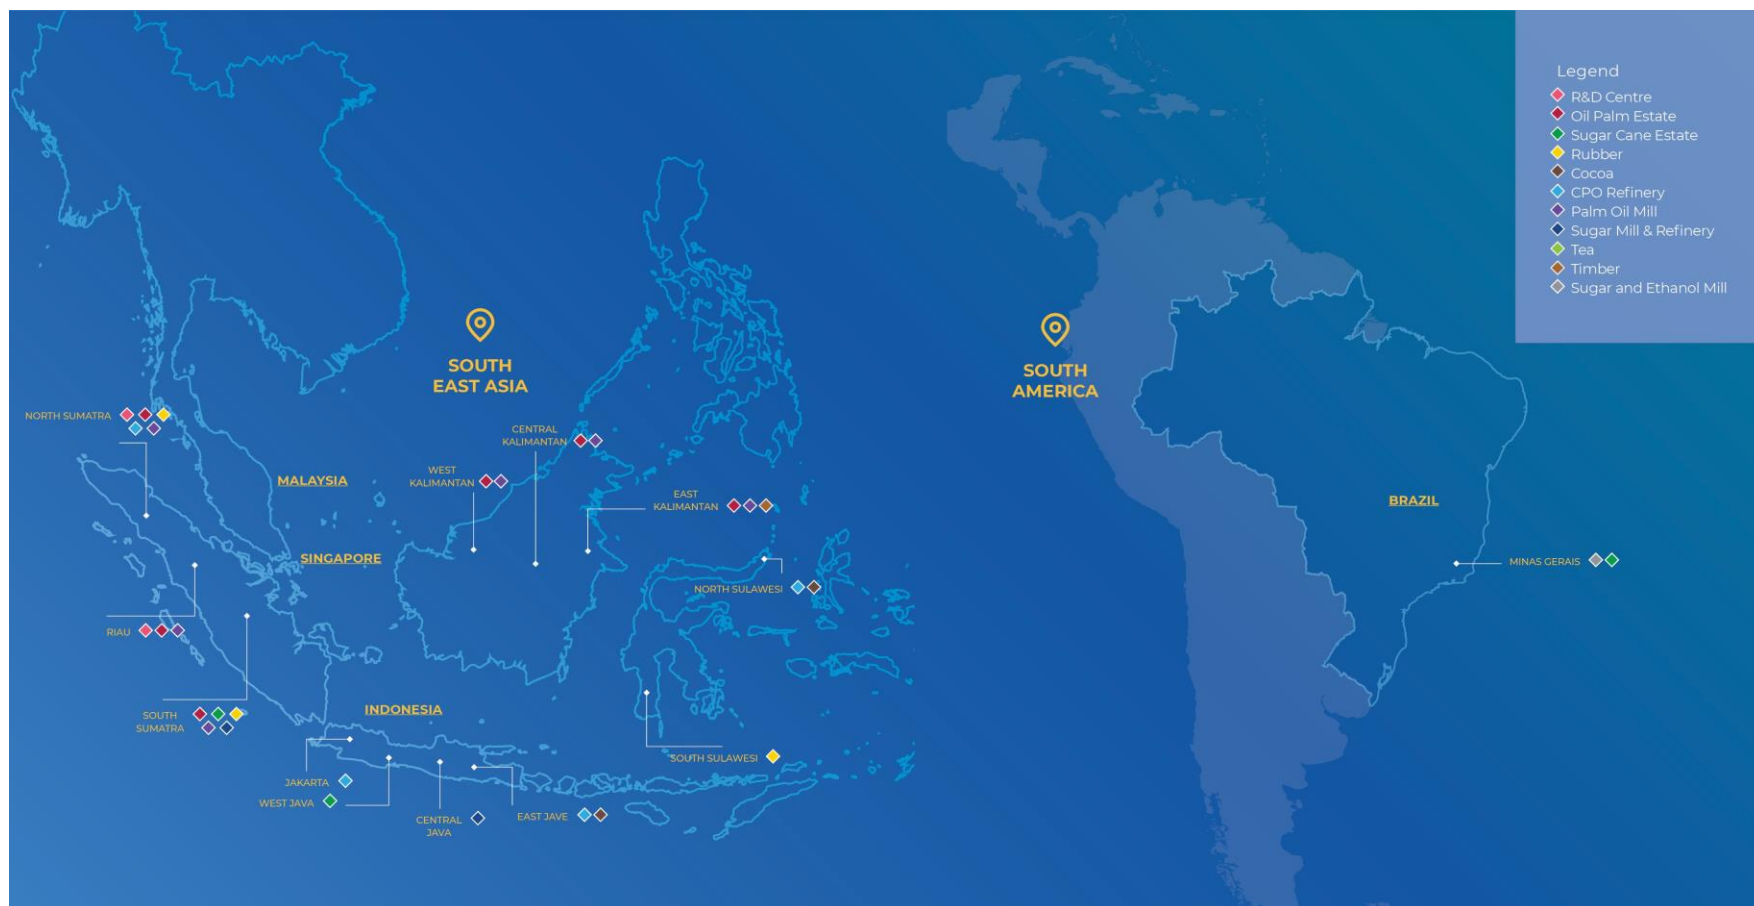 Legend
R&D Centre
Oil Palm Estate
Sugar Cane Estate
Rubber
Cocoa
CPO Refinery
Palm Oil Mill
Sugar Mill & Refinery
Tea
Timber
Sugar and Ethanol Mill
SOUTH
EAST ASIA
SOUTH
AMERICA
NORTH SUMATRA
CENTRAL
KALIMANTAN
WEST
KALIMANTAN
MALAYSIA
EAST
KALIMANTAN
BRAZIL
SINGAPORE
MINAS GERAIS
NORTH SULAWESI
RIAU
INDONESIA
SOUTH
SUMATRA
SOUTH SULAWESI
JAKARTA
WEST JAVA
CENTRAL
JAVA
EAST JAVE